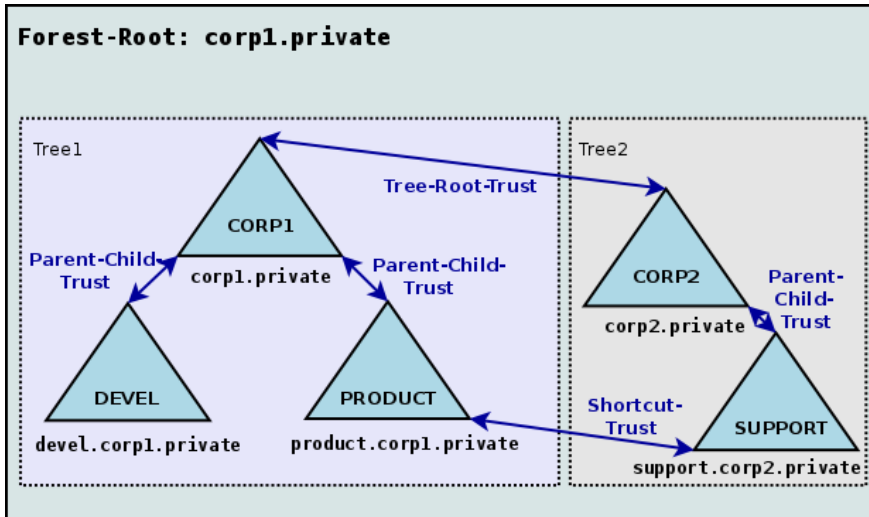 Forest-Root: corp1.private
Tree1
Tree2
Tree-Root-Trust
CORP1
corp1.private
Parent-Child-
Trust
Parent-Child-
Trust
CORP2
corp2.private
Parent-
Child-
Trust
DEVEL
devel.corp1.private
PRODUCT
product.corp1.private
Shortcut-
Trust
SUPPORT
support.corp2.private